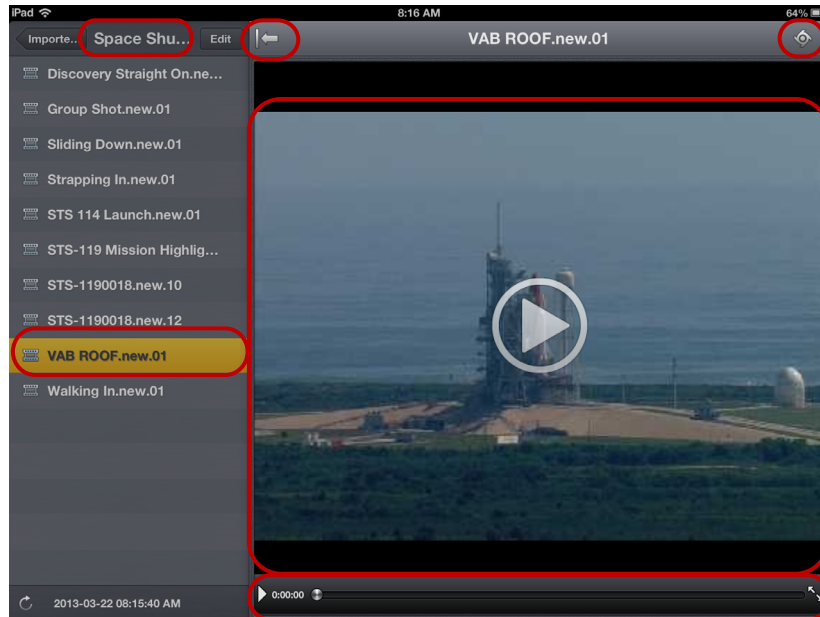 iPad 8:16 AM 64%
Importe... Space Shu... Edit VAB ROOF.new.01
Discovery Straight On.ne...
Group Shot.new.01
Sliding Down.new.01
Strapping In.new.01
STS 114 Launch.new.01
STS-119 Mission Highlig...
STS-1190018.new.10
STS-1190018.new.12
VAB ROOF.new.01
Walking In.new.01
0:00:00
2013-03-22 08:15:40 AM